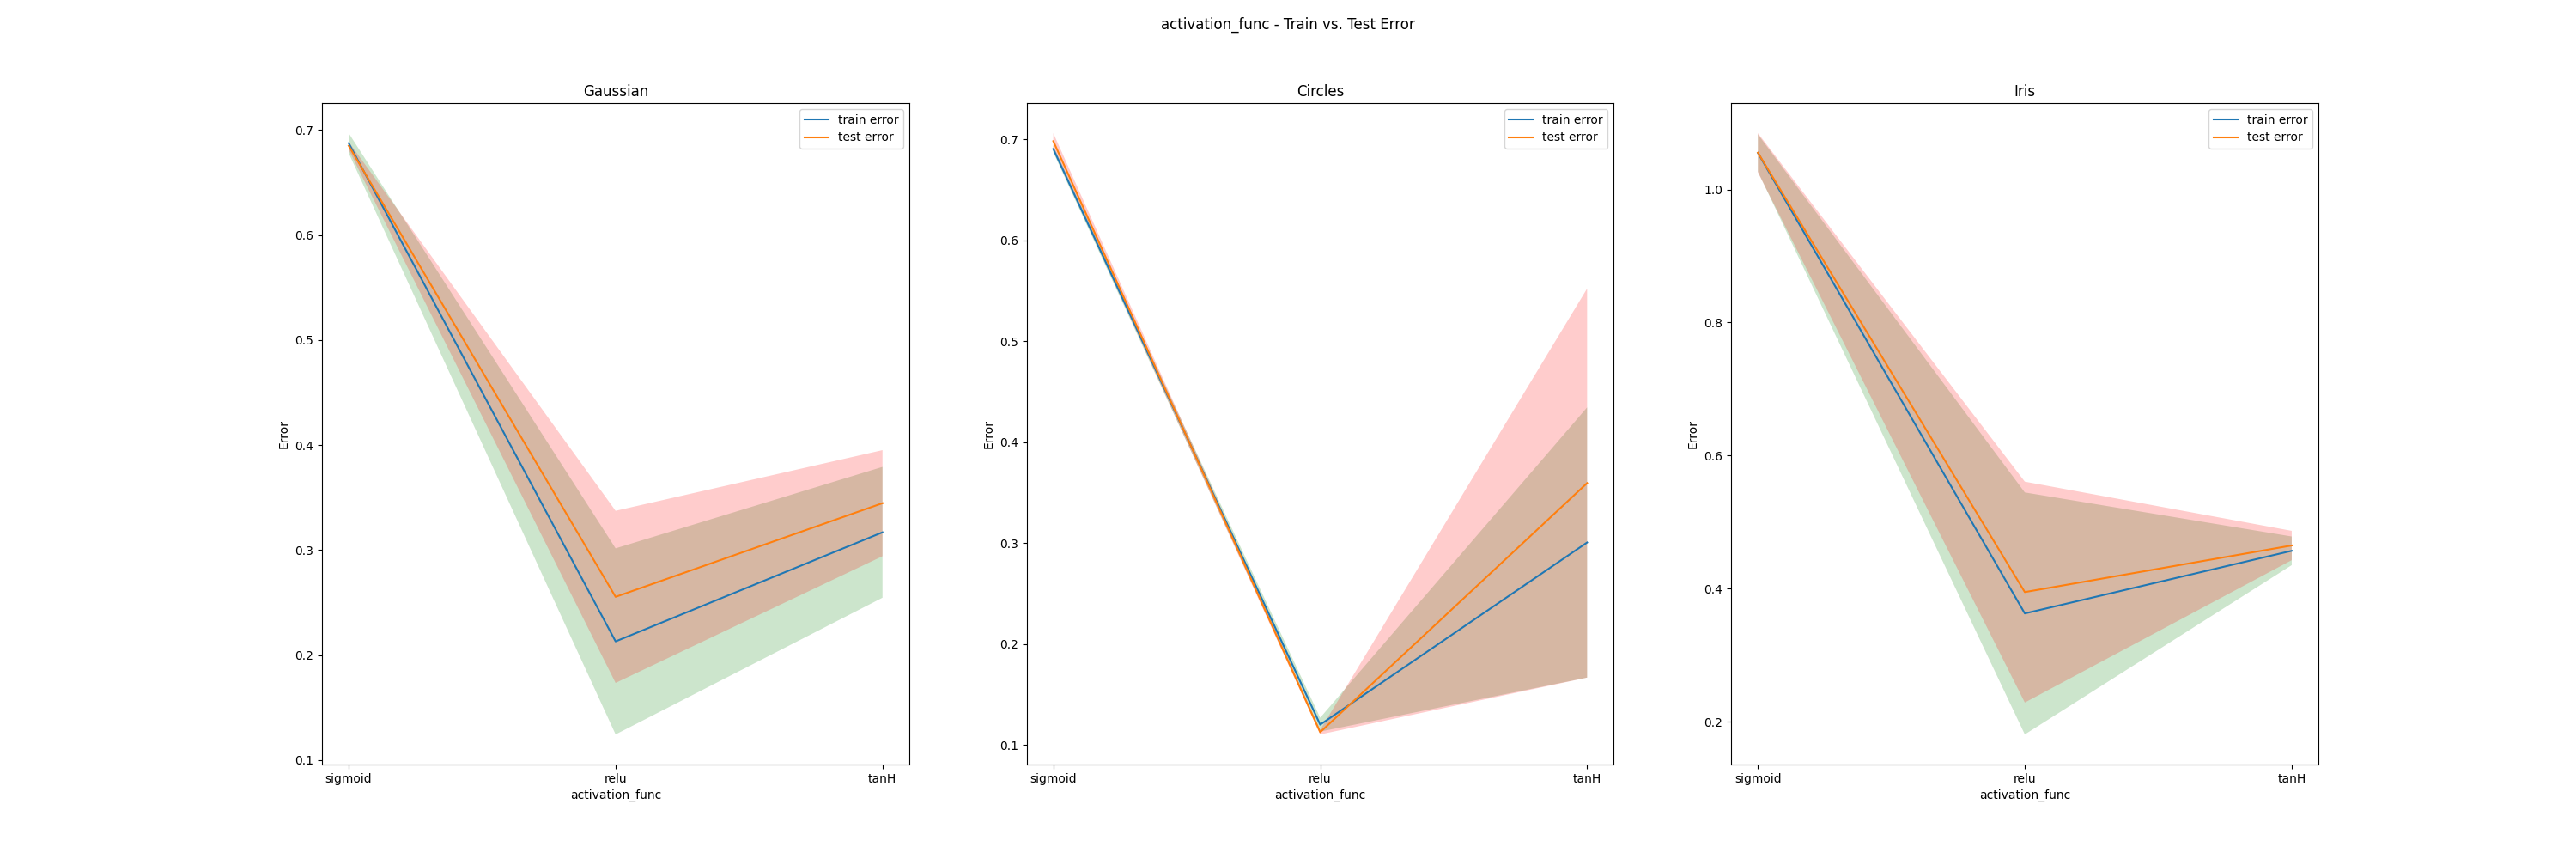 activation_func - Train vs. Test Error
Gaussian
train error
test error
0.7
0.6
0.5
0.4
0.3
0.2
0.1
Error
sigmoid relu tanH
activation_func
Circles
train error
test error
0.7
0.6
0.5
0.4
0.3
0.2
0.1
Error
sigmoid relu tanH
activation_func
Iris
train error
test error
1.0
0.8
0.6
0.4
0.2
Error
sigmoid relu tanH
activation_func